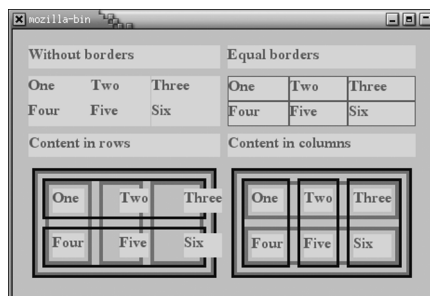 mozilla-bin
Without borders
Equal borders
One Two Three
Four Five Six
One Two Three
Four Five Six
Content in rows
Content in columns
One Two Three
Four Five Six
One Two Three
Four Five Six